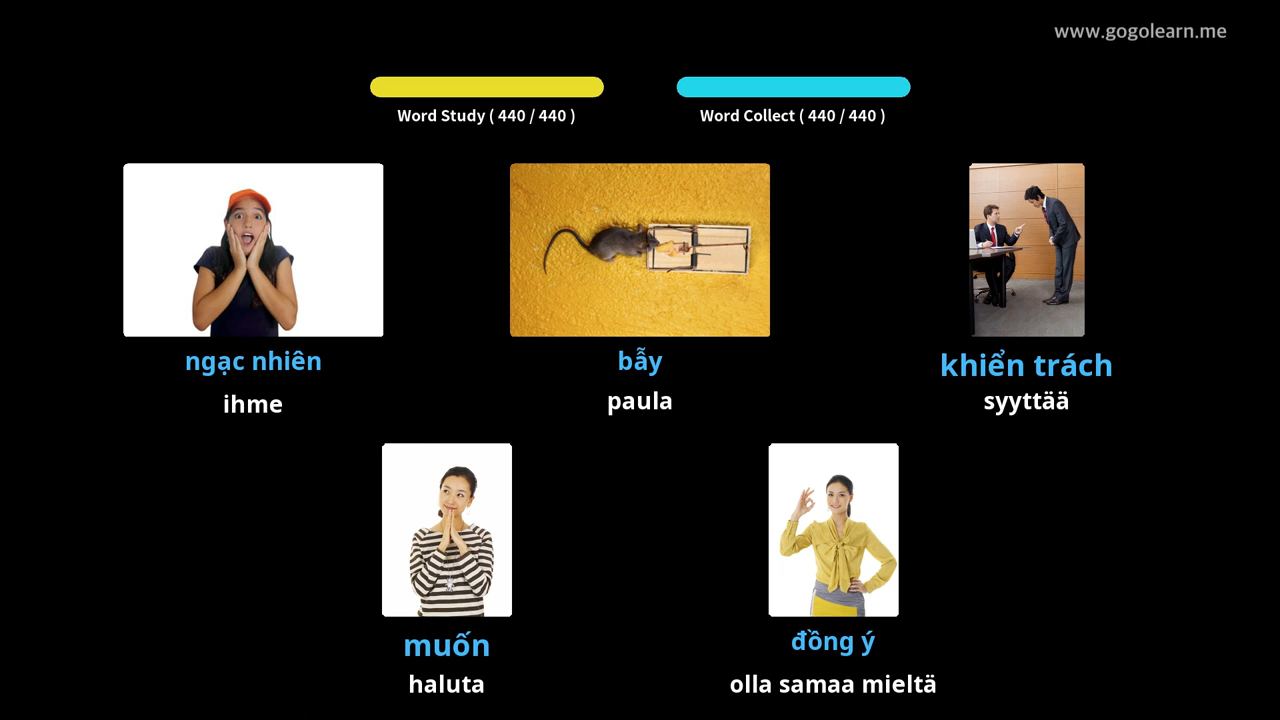 www.gogolearn.me
Word Study ( 440 / 440 )
Word Collect ( 440 / 440 )
ngạc nhiên
ihme
bẫy
paula
khiển trách
syyttää
muốn
haluta
đồng ý
olla samaa mieltä